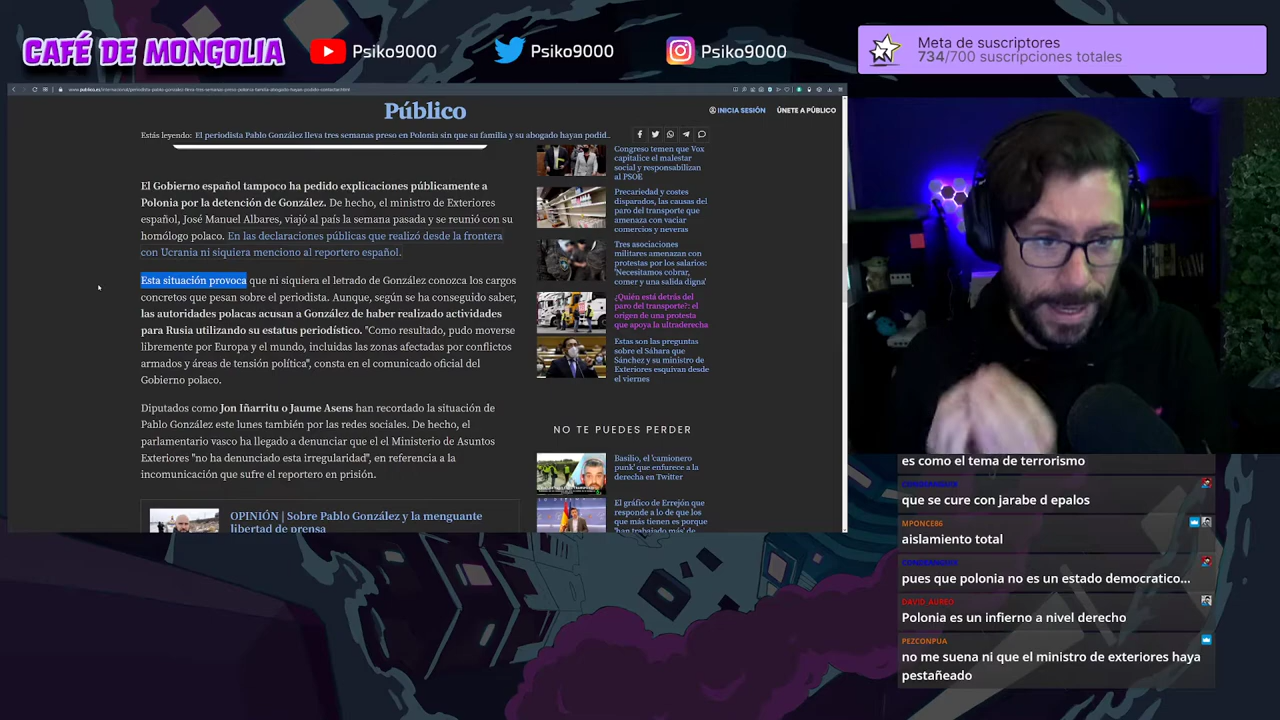 CAFÉ DE MONGOLIA
Psiko9000
Psiko9000
Psiko9000
Meta de suscriptores
734/700 suscripciones totales
Público
INICIA SESIÓN
ÚNETE A PÚBLICO
Estás leyendo: El periodista Pablo González lleva tres semanas preso en Polonia sin que su familia y su abogado hayan podid..
El Gobierno español tampoco ha pedido explicaciones públicamente a
Polonia por la detención de González. De hecho, el ministro de Exteriores
español, José Manuel Albares, viajó al país la semana pasada y se reunió con su
homólogo polaco. En las declaraciones públicas que realizó desde la frontera
con Ucrania ni siquiera menciono al reportero español.
Esta situación provoca que ni siquiera el letrado de González conozca los cargos
concretos que pesan sobre el periodista. Aunque, según se ha conseguido saber,
las autoridades polacas acusan a González de haber realizado actividades
para Rusia utilizando su estatus periodístico. "Como resultado, pudo moverse
libremente por Europa y el mundo, incluidas las zonas afectadas por conflictos
armados y áreas de tensión política", consta en el comunicado oficial del
Gobierno polaco.
Diputados como Jon Iñarritu o Jaume Asens han recordado la situación de
Pablo González este lunes también por las redes sociales. De hecho, el
parlamentario vasco ha llegado a denunciar que el el Ministerio de Asuntos
Exteriores "no ha denunciado esta irregularidad", en referencia a la
incomunicación que sufre el reportero en prisión.
OPINIÓN | Sobre Pablo González y la menguante
libertad de prensa
Congreso temen que Vox
capitalice el malestar
social y responsabilizan
al PSOE
Precariedad y costes
disparados, las causas del
paro del transporte que
amenaza con vaciar
comercios y neveras
Tres asociaciones
militares amenazan con
protestas por los salarios:
'Necesitamos cobrar,
comer y una salida digna'
¿Quién está detrás del
paro del transporte?: el
origen de una protesta
que apoya la ultraderecha
Estas son las preguntas
sobre el Sáhara que
Sánchez y su ministro de
Exteriores esquivan desde
el viernes
NO TE PUEDES PERDER
Basilio, el 'camionero
punk' que enfurece a la
derecha en Twitter
El gráfico de Errejón que
responde a lo de que los
que más tienen es porque
'han trabajado más' de
es como el tema de terrorismo
que se cure con jarabe d epalos
MPONCE86
aislamiento total
pues que polonia no es un estado democratico...
DAVID_AUREO
Polonia es un infierno a nivel derecho
PEZCONPUA
no me suena ni que el ministro de exteriores haya
pestañeado